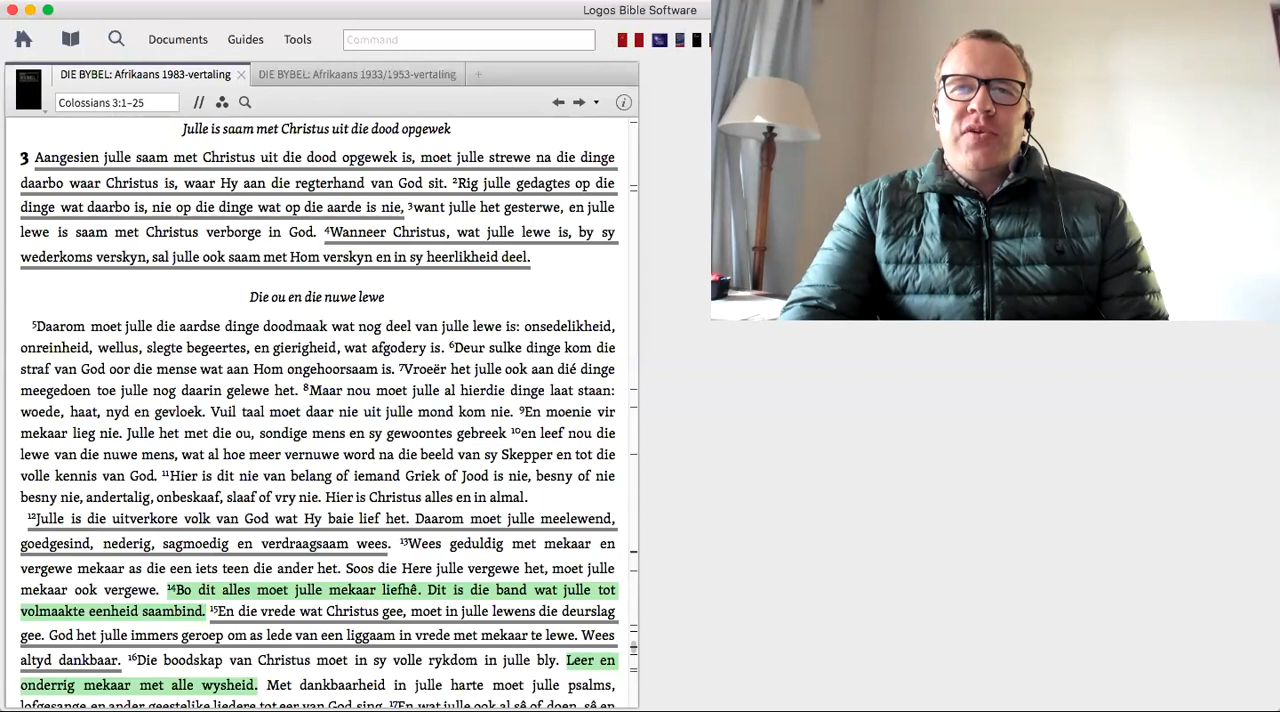 Logos Bible Software
Documents Guides Tools Command
DIE BYBEL: Afrikaans 1983-vertaling DIE BYBEL: Afrikaans 1933/1953-vertaling
Colossians 3:1–25
Julle is saam met Christus uit die dood opgewek
3 Aangesien julle saam met Christus uit die dood opgewek is, moet julle strewe na die dinge
daarbo waar Christus is, waar Hy aan die regterhand van God sit. ²Rig julle gedagtes op die
dinge wat daarbo is, nie op die dinge wat op die aarde is nie, ³want julle het gesterwe, en julle
lewe is saam met Christus verborge in God. ⁴Wanneer Christus, wat julle lewe is, by sy
wederkoms verskyn, sal julle ook saam met Hom verskyn en in sy heerlikheid deel.
Die ou en die nuwe lewe
⁵Daarom moet julle die aardse dinge doodmaak wat nog deel van julle lewe is: onsedelikheid,
onreinheid, wellus, slegte begeertes, en gierigheid, wat afgodery is. ⁶Deur sulke dinge kom die
straf van God oor die mense wat aan Hom ongehoorsaam is. ⁷Vroeër het julle ook aan dié dinge
meegedoen toe julle nog daarin gelewe het. ⁸Maar nou moet julle al hierdie dinge laat staan:
woede, haat, nyd en gevloek. Vuil taal moet daar nie uit julle mond kom nie. ⁹En moenie vir
mekaar lieg nie. Julle het met die ou, sondige mens en sy gewoontes gebreek ¹⁰en leef nou die
lewe van die nuwe mens, wat al hoe meer vernuwe word na die beeld van sy Skepper en tot die
volle kennis van God. ¹¹Hier is dit nie van belang of iemand Griek of Jood is nie, besny of nie
besny nie, andertalig, onbeskaaf, slaaf of vry nie. Hier is Christus alles en in almal.
¹²Julle is die uitverkore volk van God wat Hy baie lief het. Daarom moet julle meelewend,
goedgesind, nederig, sagmoedig en verdraagsaam wees. ¹³Wees geduldig met mekaar en
vergewe mekaar as die een iets teen die ander het. Soos die Here julle vergewe het, moet julle
mekaar ook vergewe. ¹⁴Bo dit alles moet julle mekaar liefhê. Dit is die band wat julle tot
volmaakte eenheid saambind. ¹⁵En die vrede wat Christus gee, moet in julle lewens die deurslag
gee. God het julle immers geroep om as lede van een liggaam in vrede met mekaar te lewe. Wees
altyd dankbaar. ¹⁶Die boodskap van Christus moet in sy volle rykdom in julle bly. Leer en
onderrig mekaar met alle wysheid. Met dankbaarheid in julle harte moet julle psalms,
lofgesange en ander geestelike liedere tot eer van God sing. ¹⁷En wat julle ook al sê of doen, sê en